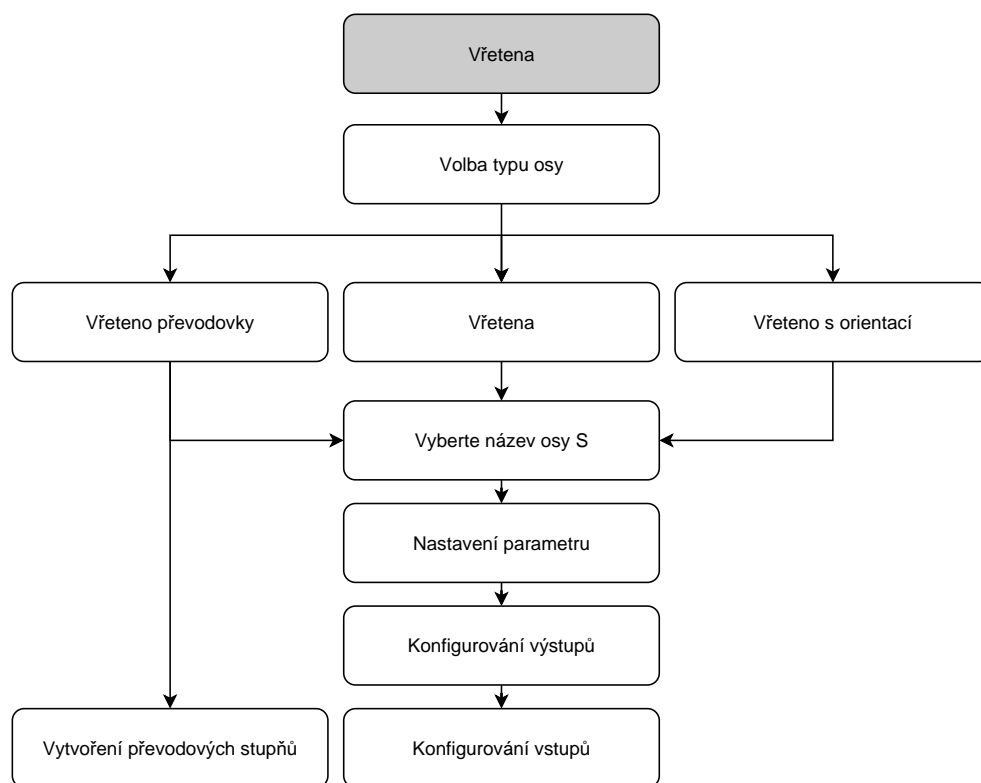 Vřetena
Volba typu osy
Vřeteno převodovky
Vřetena
Vřeteno s orientací
Vyberte název osy S
Nastavení parametru
Konfigurování výstupů
Vytvoření převodových stupňů
Konfigurování vstupů